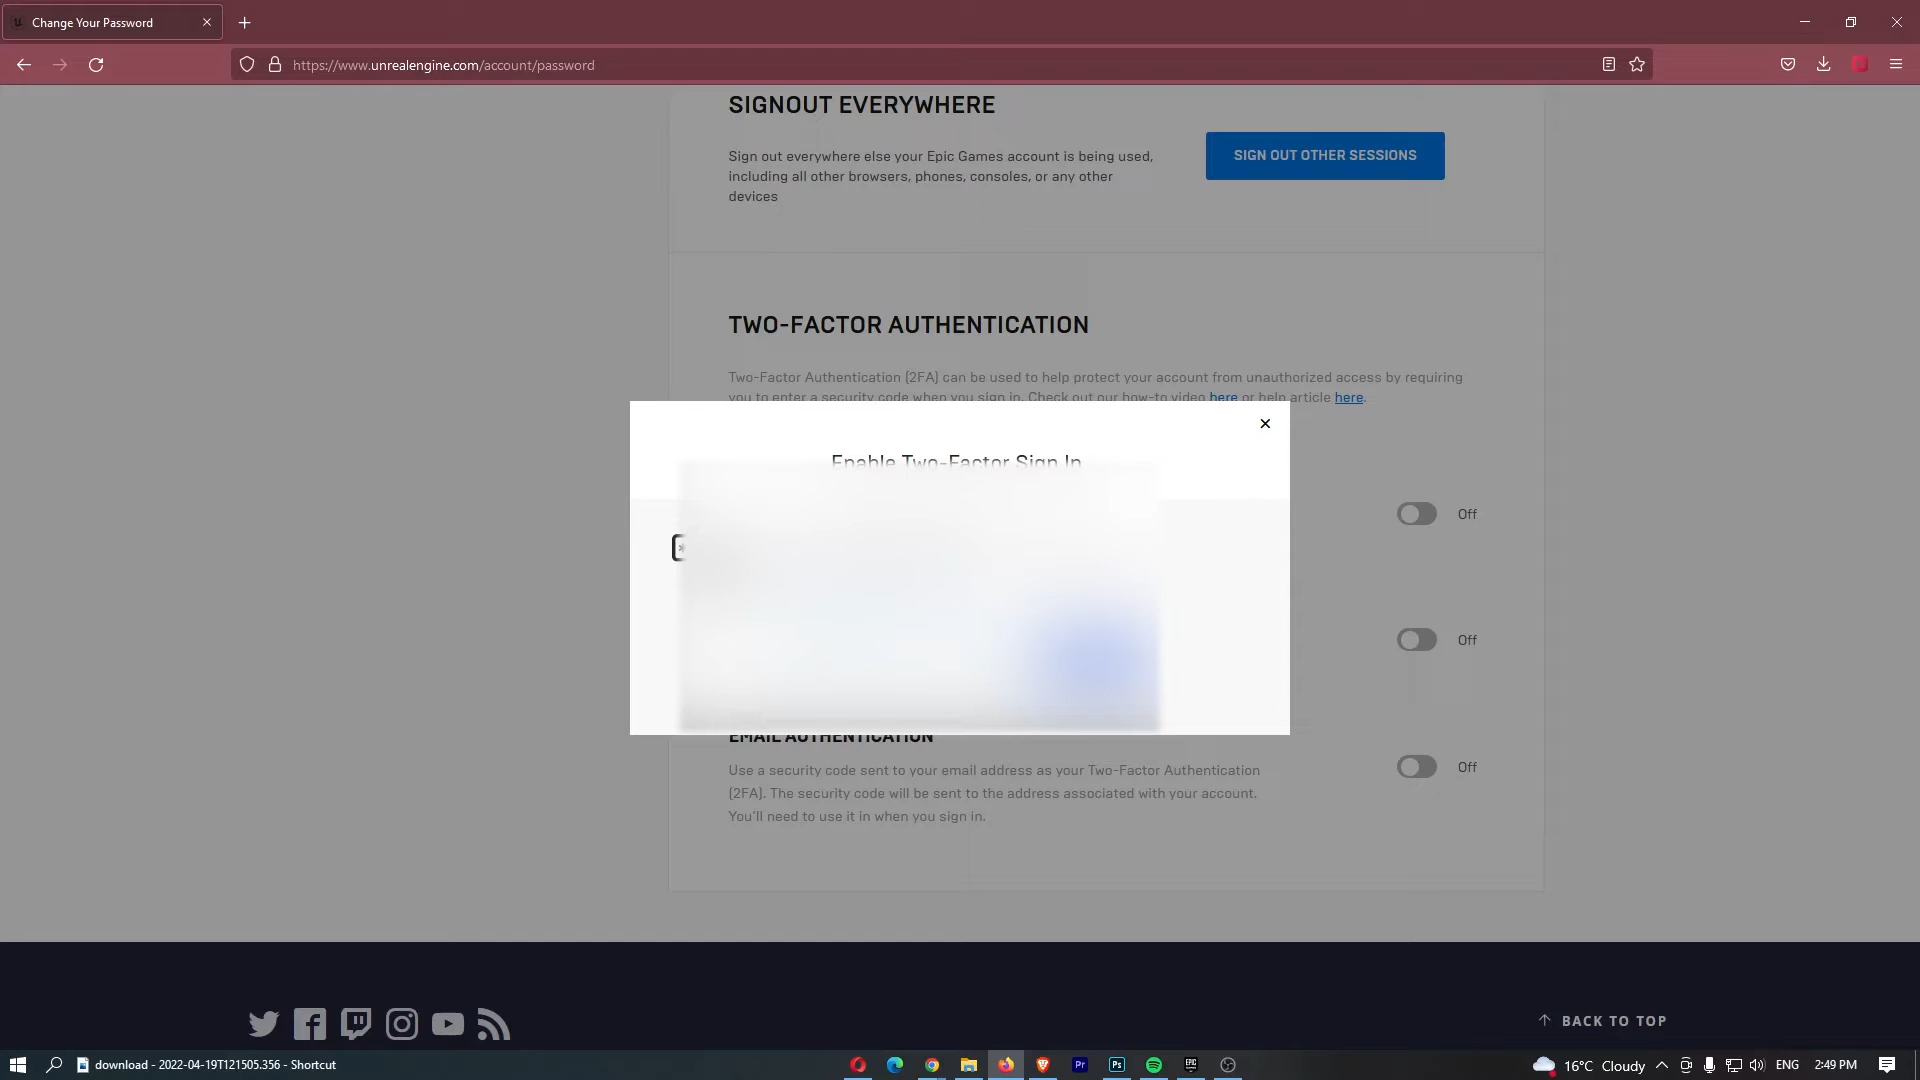 Change Your Password
https://www.unrealengine.com/account/password
SIGNOUT EVERYWHERE
Sign out everywhere else your Epic Games account is being used,
including all other browsers, phones, consoles, or any other
devices
SIGN OUT OTHER SESSIONS
TWO-FACTOR AUTHENTICATION
Two-Factor Authentication (2FA) can be used to help protect your account from unauthorized access by requiring
you to enter a security code when you sign in. Check out our how-to video here or help article here.
Enable Two-Factor Sign In
Off
Off
EMAIL AUTHENTICATION
Use a security code sent to your email address as your Two-Factor Authentication
(2FA). The security code will be sent to the address associated with your account.
You'll need to use it in when you sign in.
Off
BACK TO TOP
download - 2022-04-19T121505.356 - Shortcut
Pr
Ps
EPIC
16°C Cloudy
ENG
2:49 PM